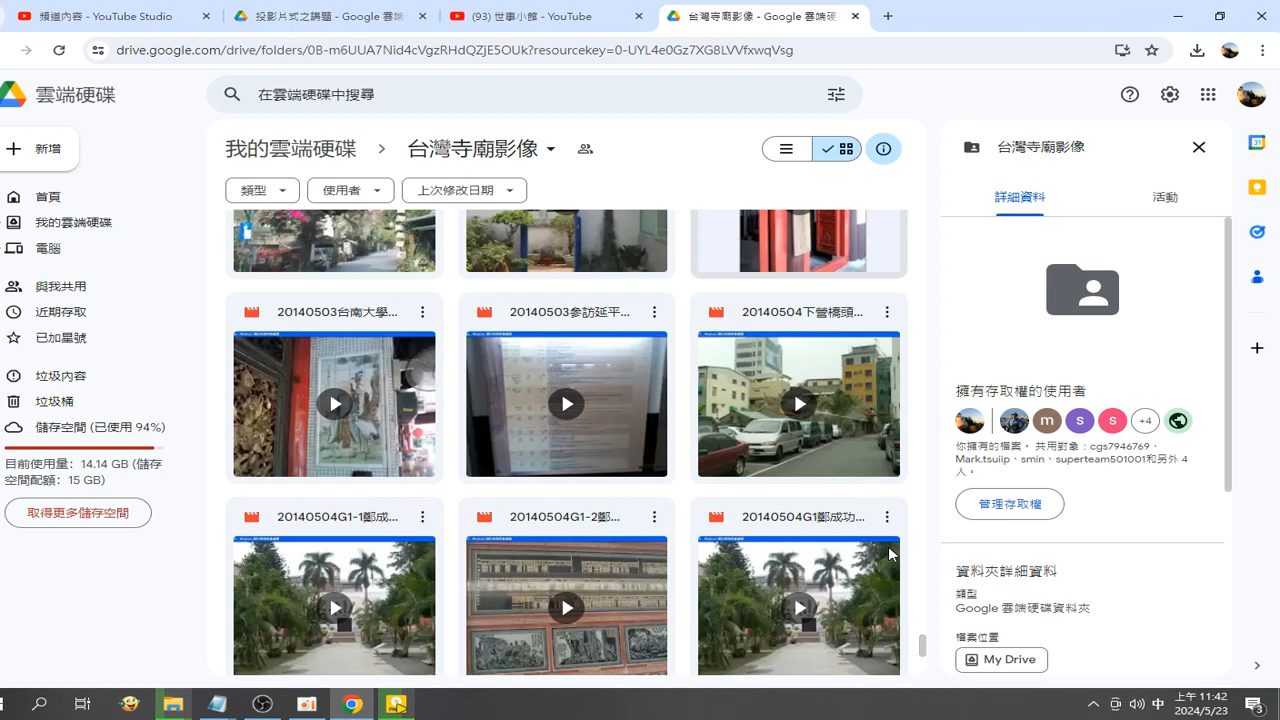 頻道內容 - YouTube Studio
投影片式之講題 - Google 雲端
(93) 世事小館 - YouTube
台灣寺廟影像 - Google 雲端硬
drive.google.com/drive/folders/0B-m6UUA7Nid4cVgzRHdQZjE5OUk?resourcekey=0-UYL4e0Gz7XG8LVVfxwqVsg
雲端硬碟
在雲端硬碟中搜尋
新增
首頁
我的雲端硬碟
電腦
與我共用
近期存取
已加星號
垃圾內容
垃圾桶
儲存空間 (已使用 94%)
目前使用量：14.14 GB (儲存
空間配額：15 GB)
取得更多儲存空間
我的雲端硬碟
台灣寺廟影像
類型
使用者
上次修改日期
20140503台南大學...
20140503參訪延平...
20140504下營橋頭...
20140504G1-1鄭成...
20140504G1-2鄭...
20140504G1鄭成功...
台灣寺廟影像
詳細資料
活動
擁有存取權的使用者
m
s
s
+4
你擁有的檔案。 共用對象：cgs7946769、
Mark.tsuiip、smin、superteam501001和另外 4
人。
管理存取權
資料夾詳細資料
類型
Google 雲端硬碟資料夾
檔案位置
My Drive
31
中
上午 11:42
2024/5/23
3